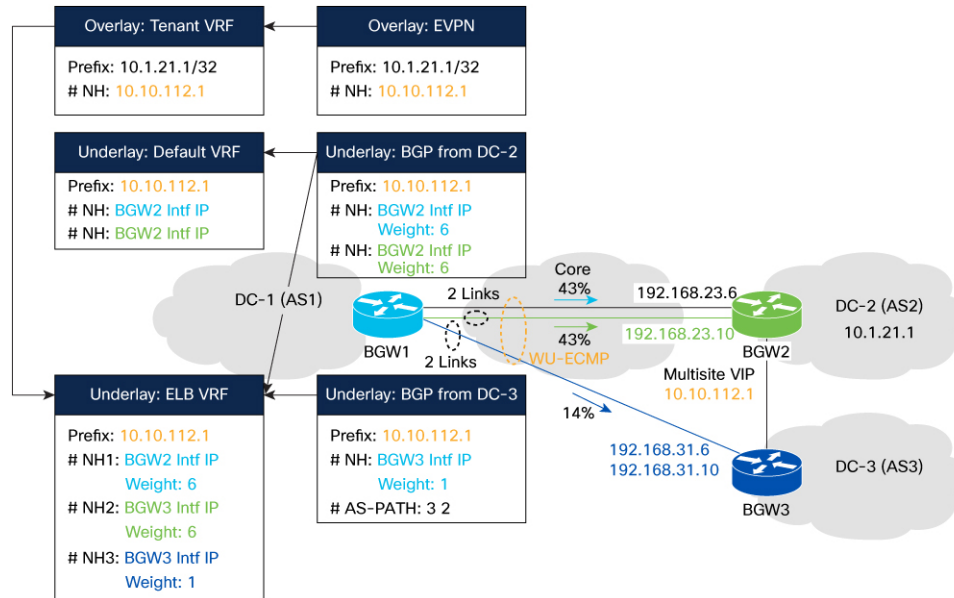 Overlay: Tenant VRF
Prefix: 10.1.21.1/32
# NH: 10.10.112.1
Overlay: EVPN
Prefix: 10.1.21.1/32
# NH: 10.10.112.1
Underlay: Default VRF
Prefix: 10.10.112.1
# NH: BGW2 Intf IP
# NH: BGW2 Intf IP
Underlay: BGP from DC-2
Prefix: 10.10.112.1
# NH: BGW2 Intf IP
Weight: 6
# NH: BGW2 Intf IP
Weight: 6
DC-1 (AS1)
BGW1
2 Links
2 Links
Core
43%
43%
WU-ECMP
14%
192.168.23.6
192.168.23.10
BGW2
DC-2 (AS2)
10.1.21.1
Multisite VIP
10.10.112.1
192.168.31.6
192.168.31.10
BGW3
DC-3 (AS3)
Underlay: ELB VRF
Prefix: 10.10.112.1
# NH1: BGW2 Intf IP
Weight: 6
# NH2: BGW3 Intf IP
Weight: 6
# NH3: BGW3 Intf IP
Weight: 1
Underlay: BGP from DC-3
Prefix: 10.10.112.1
# NH: BGW3 Intf IP
Weight: 1
# AS-PATH: 3 2